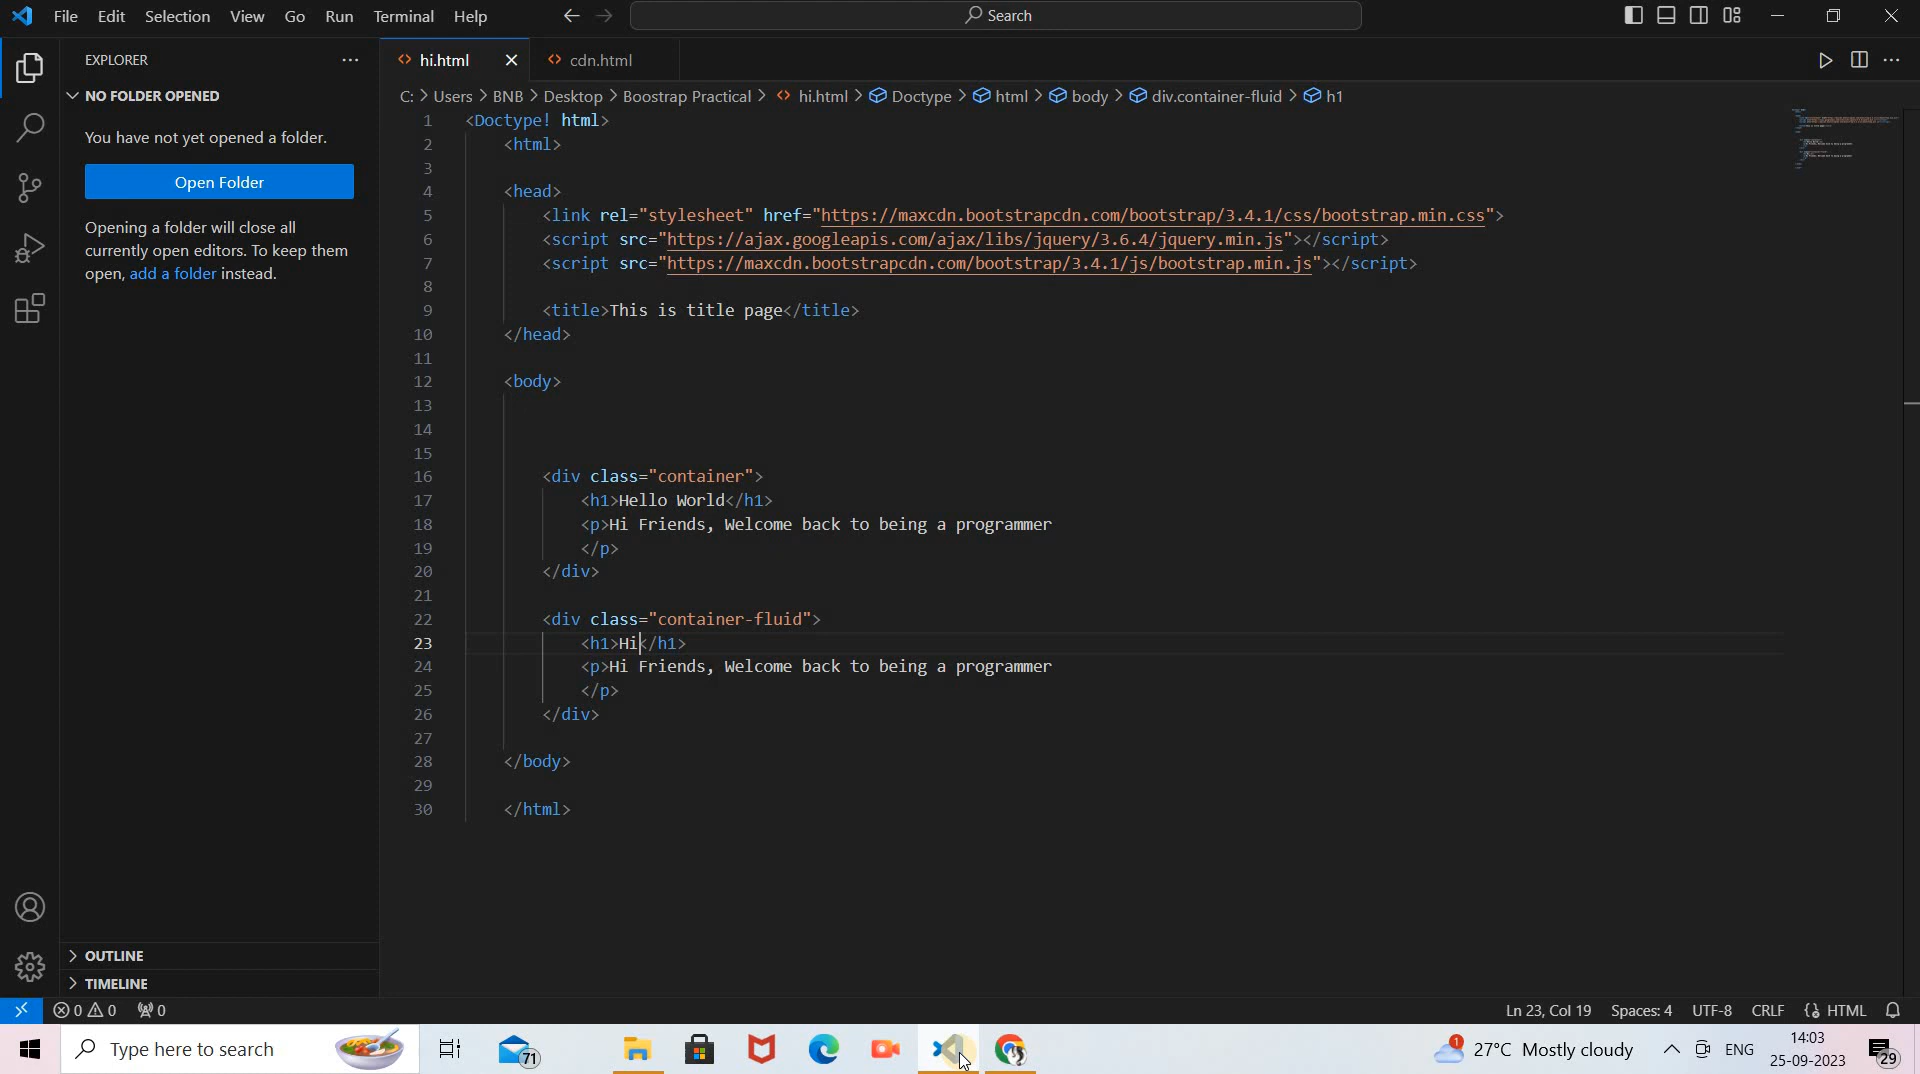 File Edit Selection View Go Run Terminal Help
Search
EXPLORER
NO FOLDER OPENED
You have not yet opened a folder.
Open Folder
Opening a folder will close all
currently open editors. To keep them
open, add a folder instead.
OUTLINE
TIMELINE
hi.html
cdn.html
C: > Users > BNB > Desktop > Boostrap Practical > hi.html > Doctype > html > body > div.container-fluid > h1
1 <Doctype! html>
2 <html>
3
4 <head>
5 <link rel="stylesheet" href="https://maxcdn.bootstrapcdn.com/bootstrap/3.4.1/css/bootstrap.min.css">
6 <script src="https://ajax.googleapis.com/ajax/libs/jquery/3.6.4/jquery.min.js"></script>
7 <script src="https://maxcdn.bootstrapcdn.com/bootstrap/3.4.1/js/bootstrap.min.js"></script>
8
9 <title>This is title page</title>
10 </head>
11
12 <body>
13
14
15
16 <div class="container">
17 <h1>Hello World</h1>
18 <p>Hi Friends, Welcome back to being a programmer
19 </p>
20 </div>
21
22 <div class="container-fluid">
23 <h1>Hi</h1>
24 <p>Hi Friends, Welcome back to being a programmer
25 </p>
26 </div>
27
28 </body>
29
30 </html>
0 0 0
Ln 23, Col 19 Spaces: 4 UTF-8 CRLF {} HTML
Type here to search
71
1
27°C Mostly cloudy
ENG
14:03
25-09-2023
29